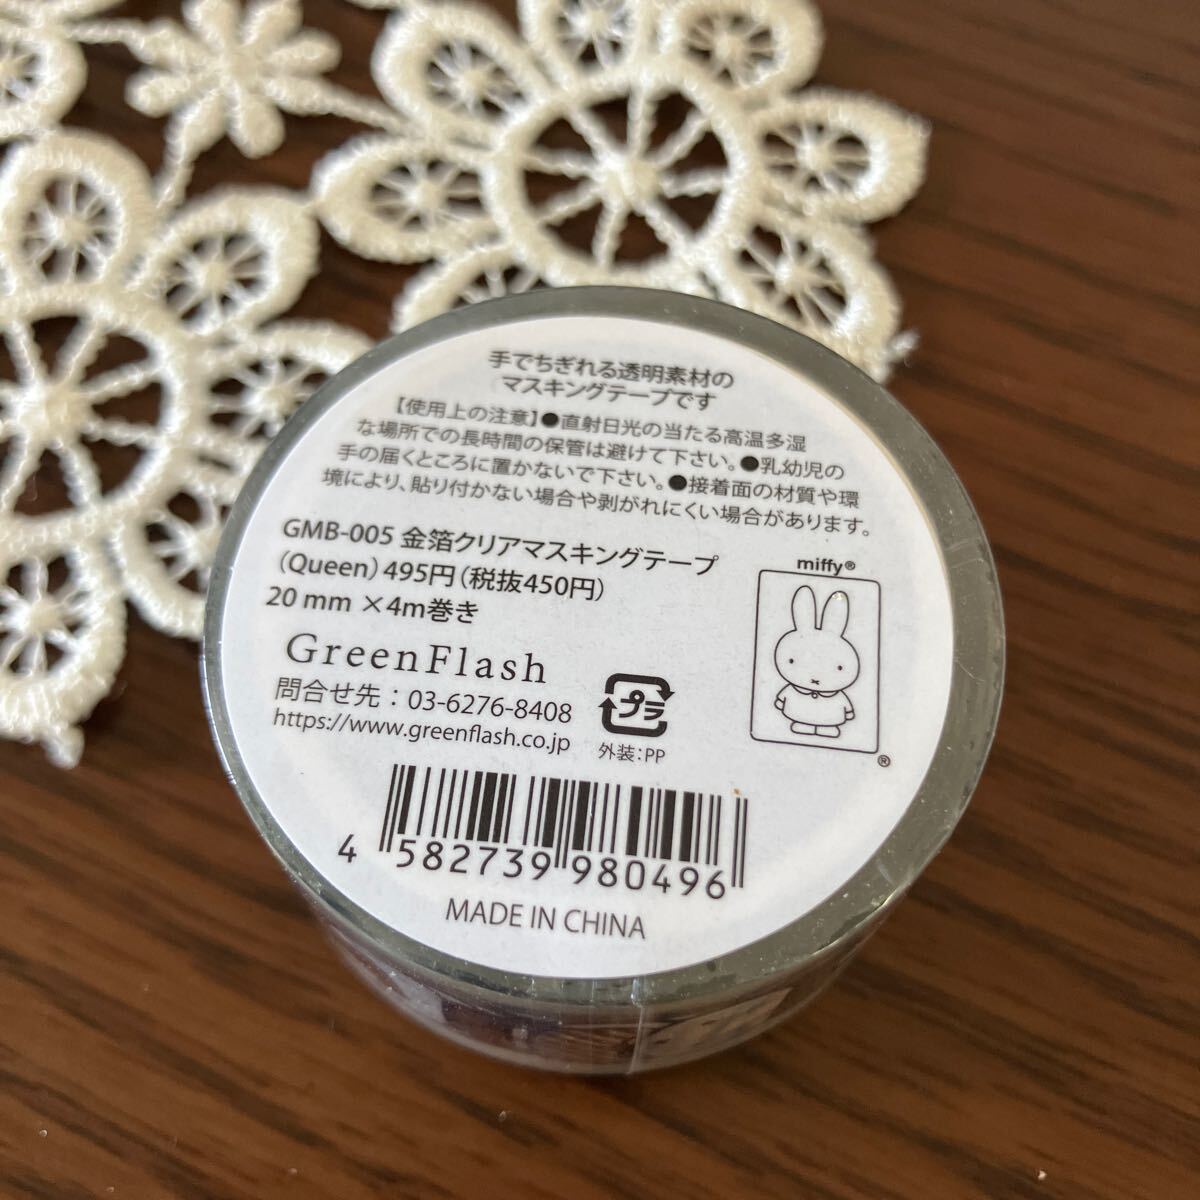 手でちぎれる透明素材の
マスキングテープです
【使用上の注意】●直射日光の当たる高温多湿
な場所での長時間の保管は避けて下さい。●乳幼児の
手の届くところに置かないで下さい。●接着面の材質や環
境により、貼り付かない場合や剥がれにくい場合があります。
GMB-005 金箔クリアマスキングテープ
(Queen) 495円(税抜450円)
20 mm ×4m巻き
GreenFlash
問合せ先：03-6276-8408
https://www.greenflash.co.jp
プラ
外装：PP
miffy®
®
4 582739 980496
MADE IN CHINA